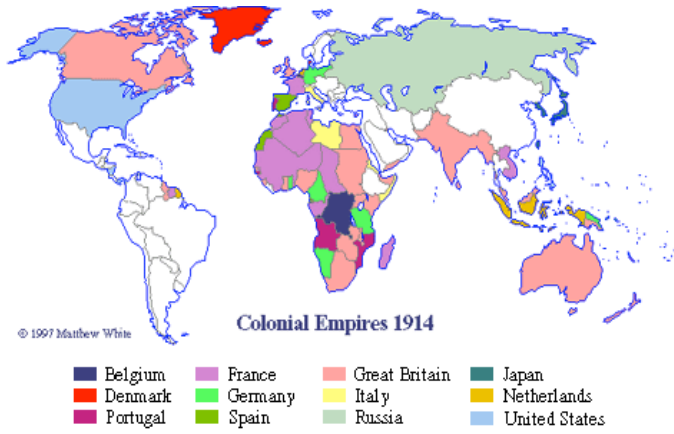 © 1997 Matthew White
Colonial Empires 1914
Belgium France Great Britain Japan
Denmark Germany Italy Netherlands
Portugal Spain Russia United States